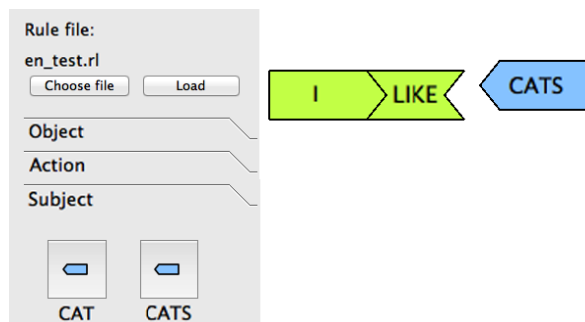 Rule file:
en_test.rl
Choose file Load
Object
Action
Subject
CAT CATS
I LIKE CATS